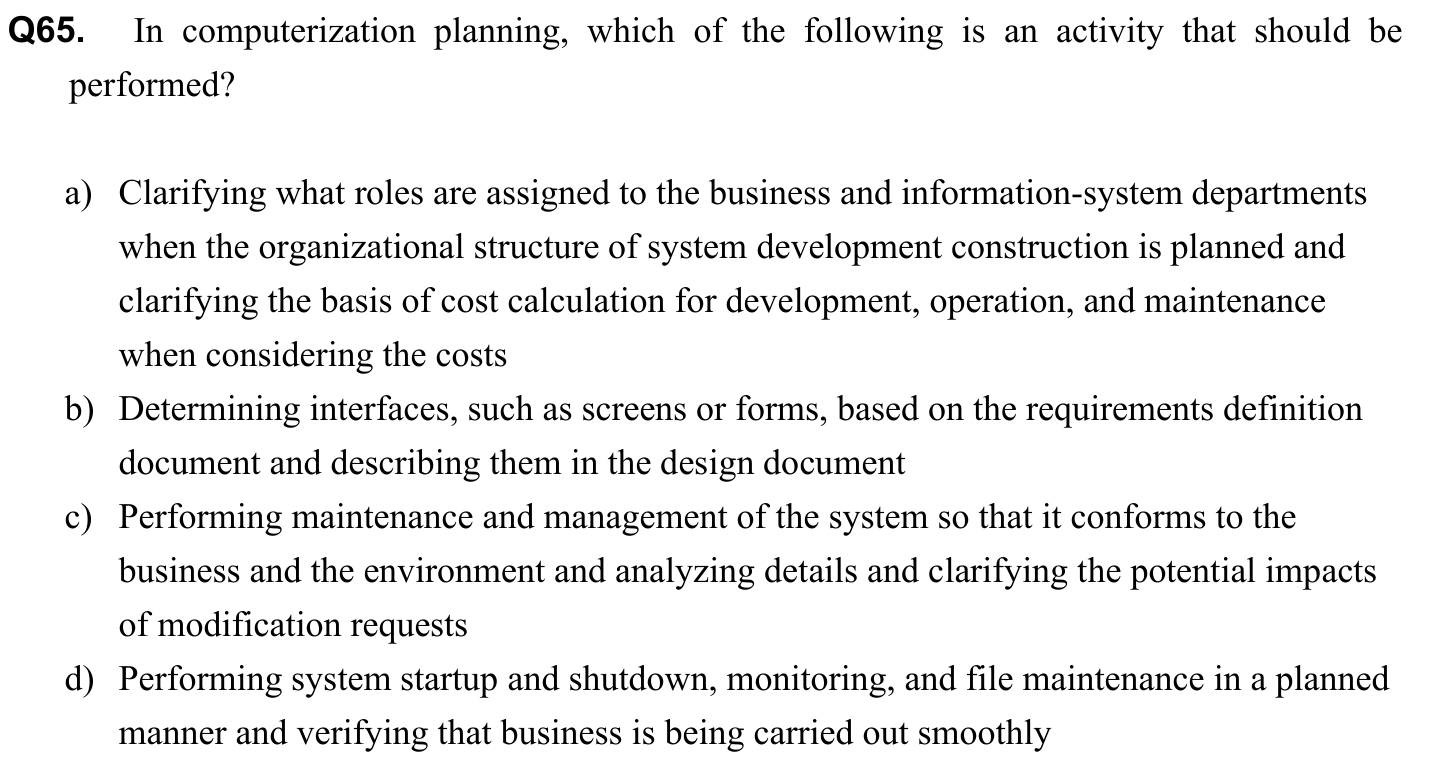 Q65. In computerization planning, which of the following is an activity that should be
performed?
a) Clarifying what roles are assigned to the business and information-system departments
when the organizational structure of system development construction is planned and
clarifying the basis of cost calculation for development, operation, and maintenance
when considering the costs
b) Determining interfaces, such as screens or forms, based on the requirements definition
document and describing them in the design document
c) Performing maintenance and management of the system so that it conforms to the
business and the environment and analyzing details and clarifying the potential impacts
of modification requests
d) Performing system startup and shutdown, monitoring, and file maintenance in a planned
manner and verifying that business is being carried out smoothly